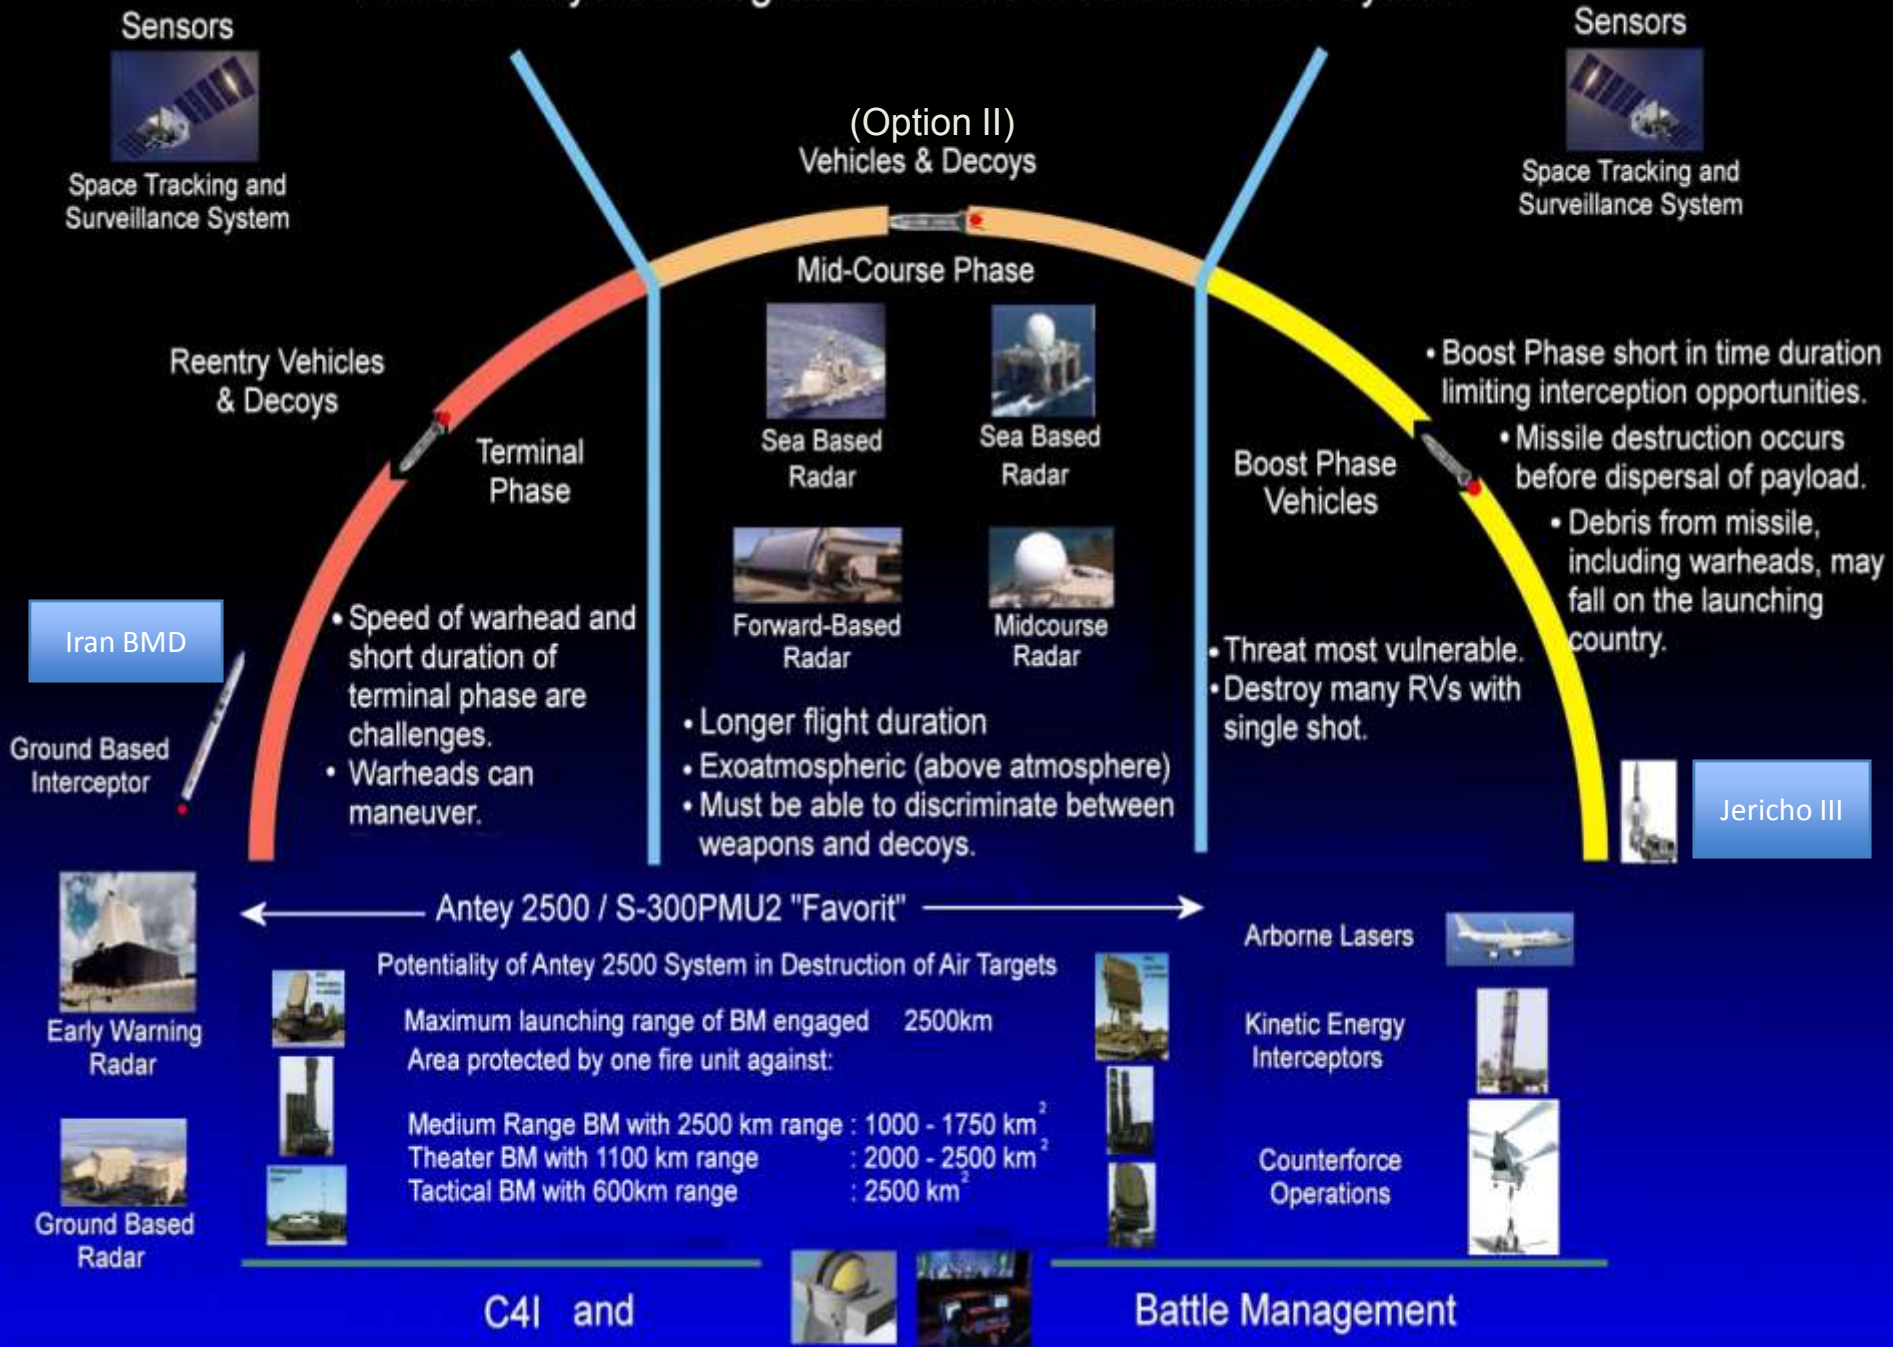 Sensors
Space Tracking and
Surveillance System
(Option II)
Vehicles & Decoys
Sensors
Space Tracking and
Surveillance System
Mid-Course Phase
Reentry Vehicles
& Decoys
Terminal
Phase
Sea Based
Radar
Sea Based
Radar
Forward-Based
Radar
Midcourse
Radar
Boost Phase
Vehicles
• Boost Phase short in time duration
limiting interception opportunities.
• Missile destruction occurs
before dispersal of payload.
• Debris from missile,
including warheads, may
fall on the launching
country.
Iran BMD
Ground Based
Interceptor
• Speed of warhead and
short duration of
terminal phase are
challenges.
• Warheads can
maneuver.
• Longer flight duration
• Exoatmospheric (above atmosphere)
• Must be able to discriminate between
weapons and decoys.
• Threat most vulnerable.
• Destroy many RVs with
single shot.
Jericho III
Early Warning
Radar
Ground Based
Radar
Antey 2500 / S-300PMU2 "Favorit"
Potentiality of Antey 2500 System in Destruction of Air Targets
Maximum launching range of BM engaged 2500km
Area protected by one fire unit against:
Medium Range BM with 2500 km range : 1000 - 1750 km²
Theater BM with 1100 km range : 2000 - 2500 km²
Tactical BM with 600km range : 2500 km²
Arborne Lasers
Kinetic Energy
Interceptors
Counterforce
Operations
C4I and
Battle Management